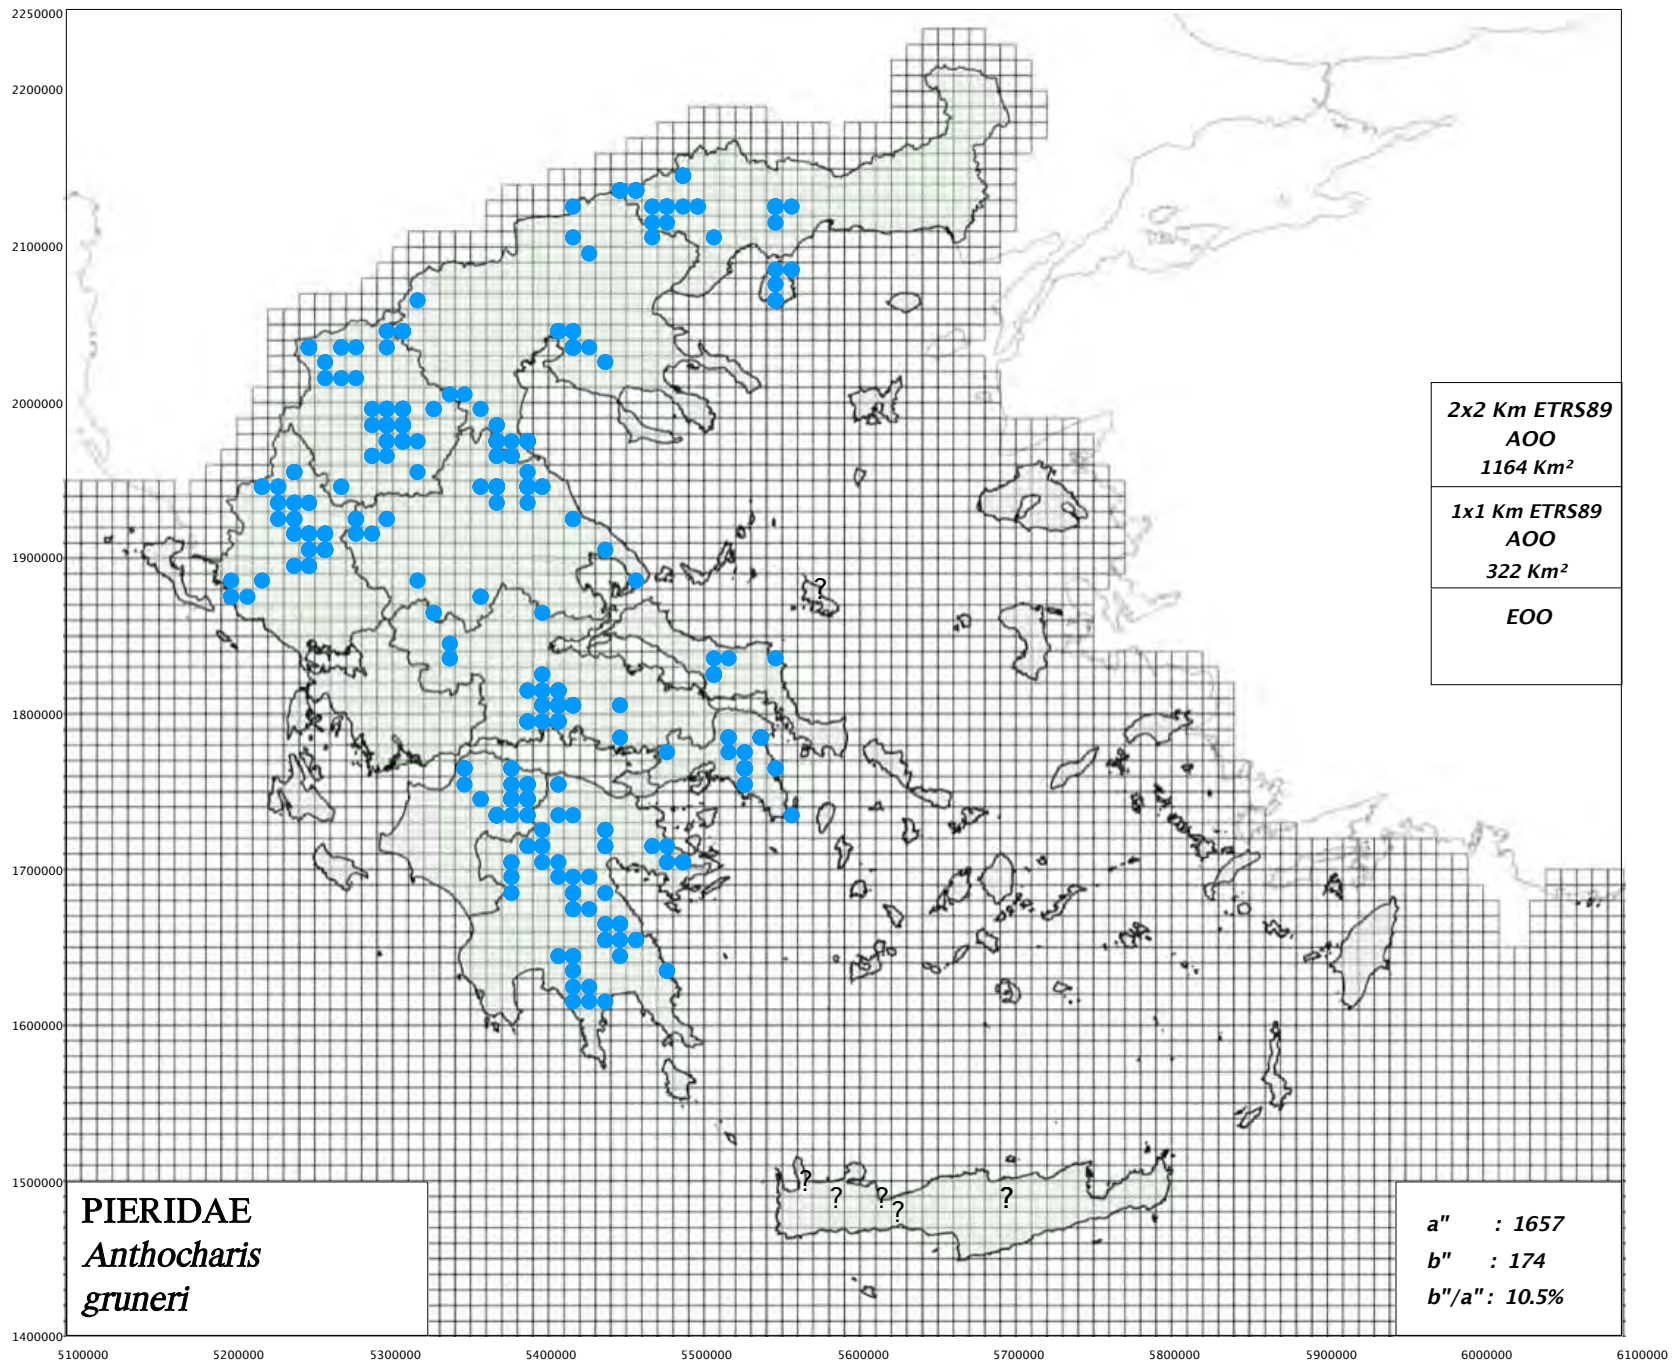 2250000
2200000
2100000
2000000
1900000
1800000
1700000
1600000
1500000
1400000
2x2 Km ETRS89
AOO
1164 Km²
1x1 Km ETRS89
AOO
322 Km²
EOO
?
?
?
?
?
?
PIERIDAE
Anthocharis
gruneri
a" : 1657
b" : 174
b"/a" : 10.5%
5100000 5200000 5300000 5400000 5500000 5600000 5700000 5800000 5900000 6000000 6100000